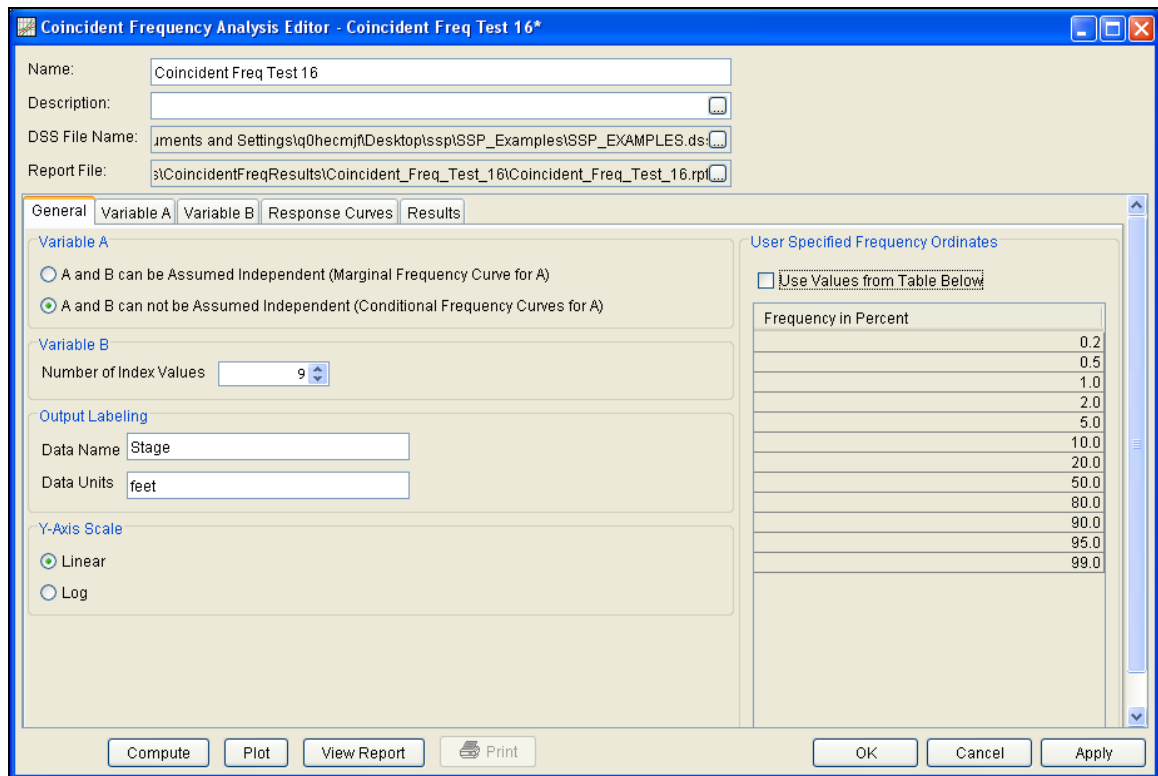 Coincident Frequency Analysis Editor - Coincident Freq Test 16*
Name: Coincident Freq Test 16
Description: ...
DSS File Name: uments and Settings\q0hecmjf\Desktop\ssp\SSP_Examples\SSP_EXAMPLES.ds: ...
Report File: s\CoincidentFreqResults\Coincident_Freq_Test_16\Coincident_Freq_Test_16.rpt ...
General Variable A Variable B Response Curves Results
Variable A
A and B can be Assumed Independent (Marginal Frequency Curve for A)
A and B can not be Assumed Independent (Conditional Frequency Curves for A)
Variable B
Number of Index Values 9
Output Labeling
Data Name Stage
Data Units feet
Y-Axis Scale
Linear
Log
User Specified Frequency Ordinates
Use Values from Table Below
Frequency in Percent
0.2
0.5
1.0
2.0
5.0
10.0
20.0
50.0
80.0
90.0
95.0
99.0
Compute Plot View Report Print OK Cancel Apply